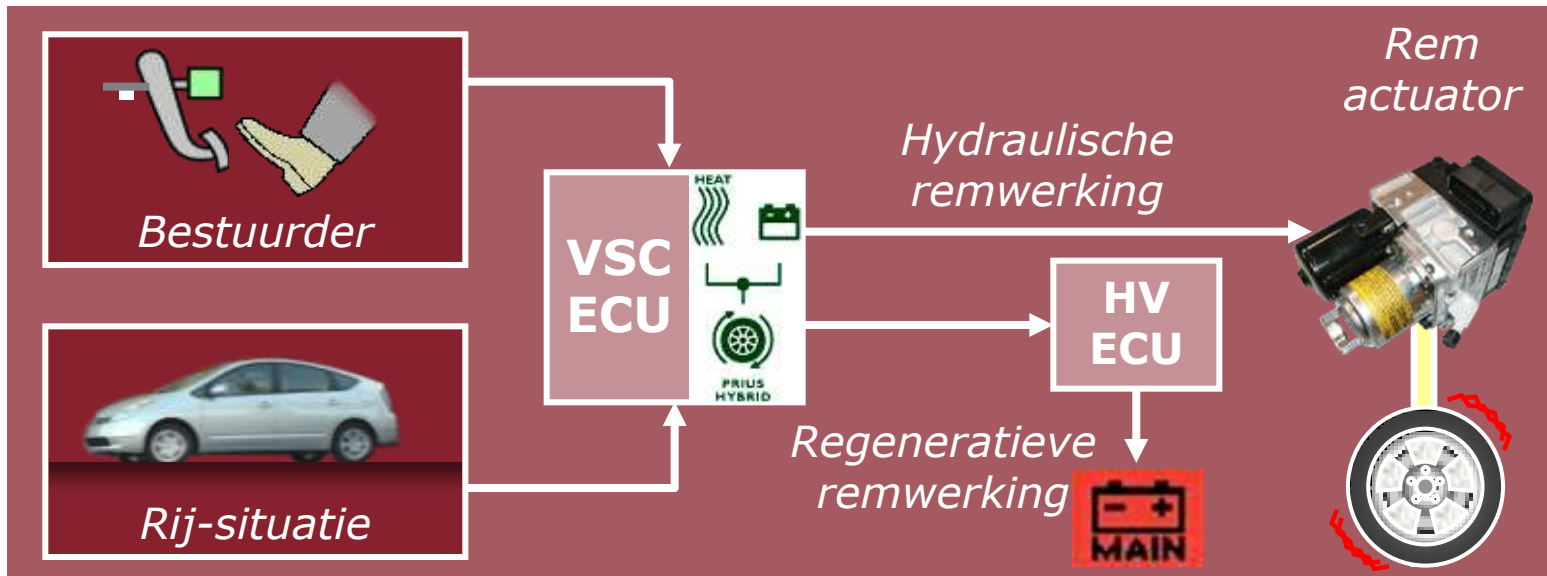 Bestuurder
Rij-situatie
VSC
ECU
HEAT
PRIUS
HYBRID
Hydraulische
remwerking
HV
ECU
Regeneratieve
remwerking
MAIN
Rem
actuator